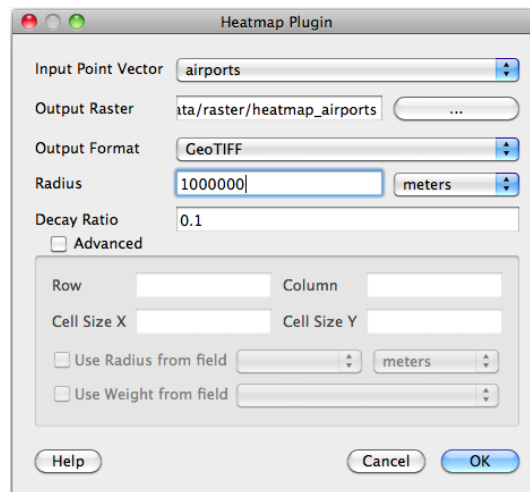 Heatmap Plugin
Input Point Vector airports
Output Raster ata/raster/heatmap_airports ...
Output Format GeoTIFF
Radius 1000000 meters
Decay Ratio 0.1
Advanced
Row Column
Cell Size X Cell Size Y
Use Radius from field meters
Use Weight from field
Help Cancel OK